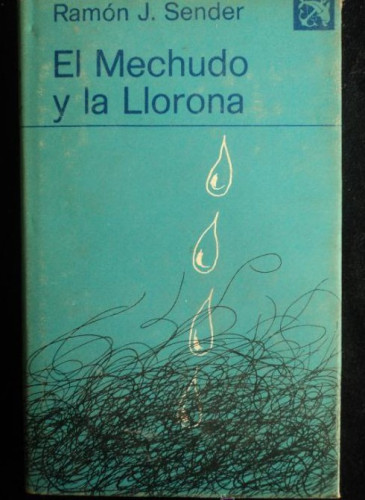 Ramón J. Sender
El Mechudo
y la Llorona